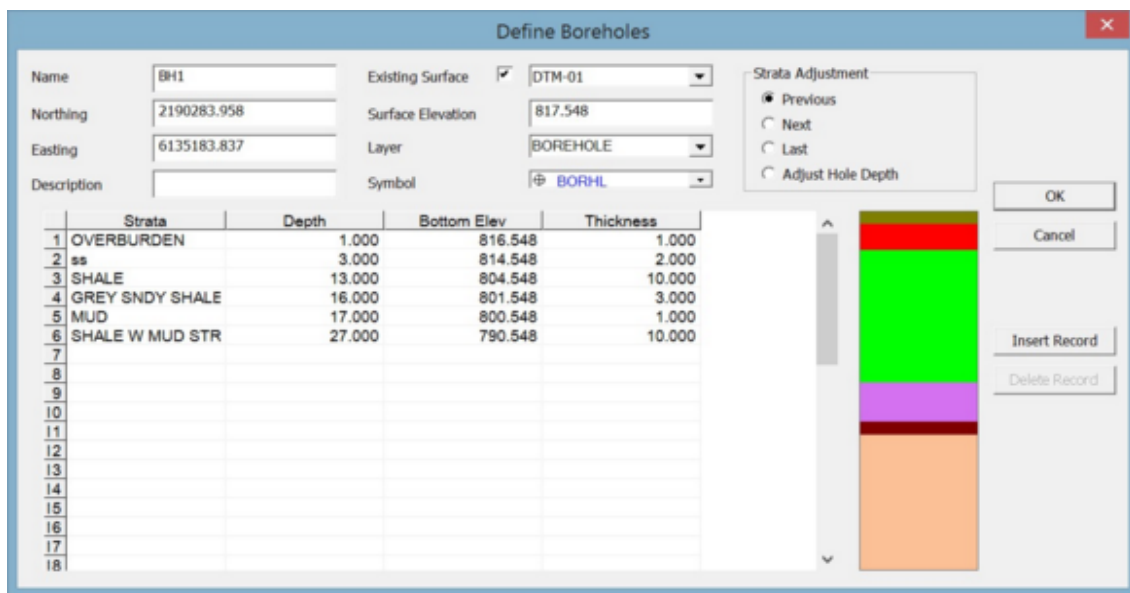 Define Boreholes
Name BH1 Existing Surface DTM-01 Strata Adjustment
Previous
Northing 2190283.958 Surface Elevation 817.548
Next
Easting 6135183.837 Layer BOREHOLE
Last
Description Symbol BORHL
Adjust Hole Depth
OK
Strata Depth Bottom Elev Thickness
Cancel
1 OVERBURDEN 1.000 816.548 1.000
2 ss 3.000 814.548 2.000
3 SHALE 13.000 804.548 10.000
4 GREY SNDY SHALE 16.000 801.548 3.000
5 MUD 17.000 800.548 1.000
6 SHALE W MUD STR 27.000 790.548 10.000
Insert Record
7
8
Delete Record
9
10
11
12
13
14
15
16
17
18